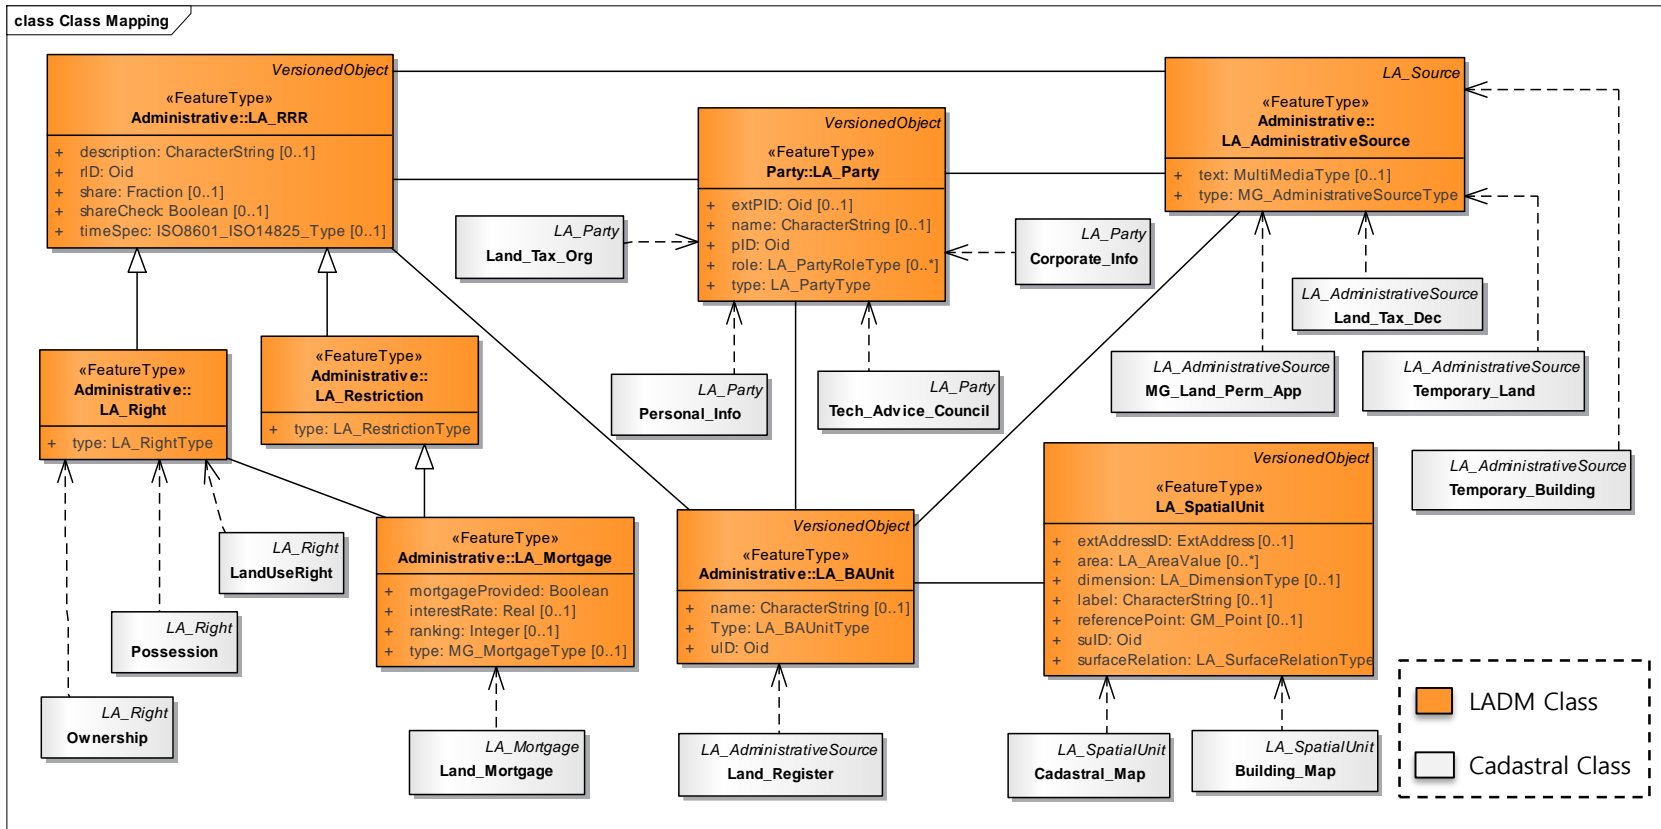 class Class Mapping
VersionedObject
«FeatureType»
Administrative::LA_RRR
+ description: CharacterString [0..1]
+ rID: Oid
+ share: Fraction [0..1]
+ shareCheck: Boolean [0..1]
+ timeSpec: ISO8601_ISO14825_Type [0..1]
VersionedObject
«FeatureType»
Party::LA_Party
+ extPID: Oid [0..1]
+ name: CharacterString [0..1]
+ pID: Oid
+ role: LA_PartyRoleType [0..*]
+ type: LA_PartyType
LA_Source
«FeatureType»
Administrative::
LA_AdministrativeSource
+ text: MultiMediaType [0..1]
+ type: MG_AdministrativeSourceType
LA_Party
Land_Tax_Org
LA_Party
Corporate_Info
LA_AdministrativeSource
Land_Tax_Dec
«FeatureType»
Administrative::
LA_Right
+ type: LA_RightType
«FeatureType»
Administrative::
LA_Restriction
+ type: LA_RestrictionType
LA_Party
Personal_Info
LA_Party
Tech_Advice_Council
LA_AdministrativeSource
MG_Land_Perm_App
LA_AdministrativeSource
Temporary_Land
LA_AdministrativeSource
Temporary_Building
VersionedObject
«FeatureType»
LA_SpatialUnit
+ extAddressID: ExtAddress [0..1]
+ area: LA_AreaValue [0..*]
+ dimension: LA_DimensionType [0..1]
+ label: CharacterString [0..1]
+ referencePoint: GM_Point [0..1]
+ suID: Oid
+ surfaceRelation: LA_SurfaceRelationType
«FeatureType»
Administrative::LA_Mortgage
+ mortgageProvided: Boolean
+ interestRate: Real [0..1]
+ ranking: Integer [0..1]
+ type: MG_MortgageType [0..1]
VersionedObject
«FeatureType»
Administrative::LA_BAUnit
+ name: CharacterString [0..1]
+ Type: LA_BAUnitType
+ uID: Oid
LA_Right
LandUseRight
LA_Right
Possession
LA_Right
Ownership
LA_Mortgage
Land_Mortgage
LA_AdministrativeSource
Land_Register
LA_SpatialUnit
Cadastral_Map
LA_SpatialUnit
Building_Map
LADM Class
Cadastral Class